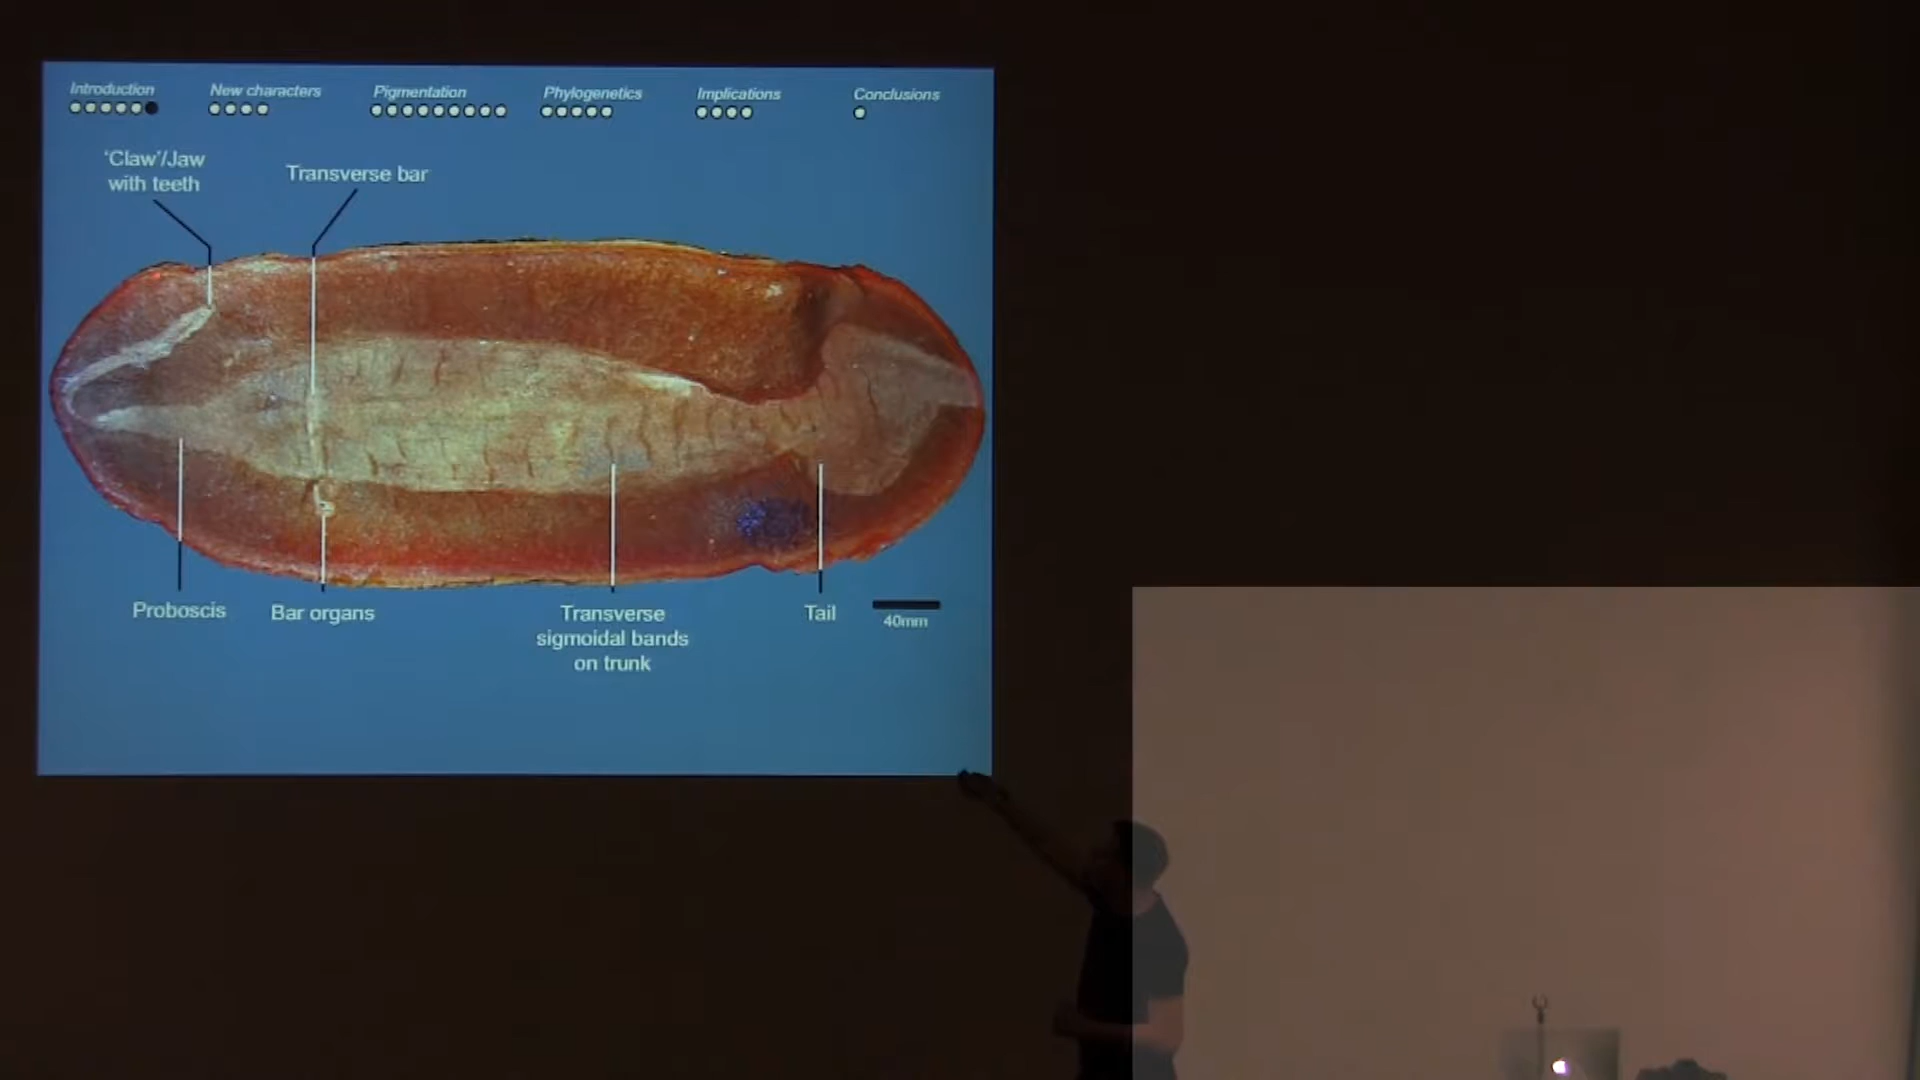 Introduction
New characters
Pigmentation
Phylogenetics
Implications
Conclusions
‘Claw’/Jaw
with teeth
Transverse bar
Proboscis
Bar organs
Transverse
sigmoidal bands
on trunk
Tail
40mm